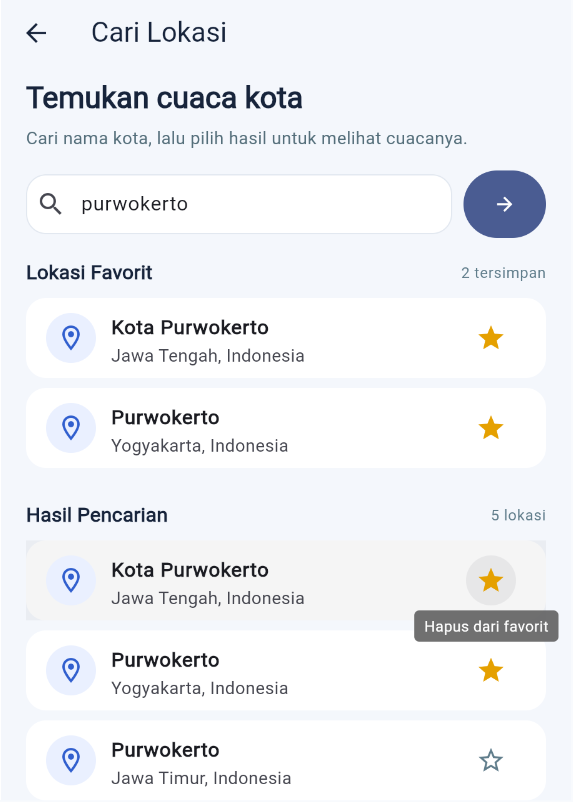 Cari Lokasi
Temukan cuaca kota
Cari nama kota, lalu pilih hasil untuk melihat cuacanya.
purwokerto
Lokasi Favorit 2 tersimpan
Kota Purwokerto
Jawa Tengah, Indonesia
Purwokerto
Yogyakarta, Indonesia
Hasil Pencarian 5 lokasi
Kota Purwokerto
Jawa Tengah, Indonesia
Hapus dari favorit
Purwokerto
Yogyakarta, Indonesia
Purwokerto
Jawa Timur, Indonesia